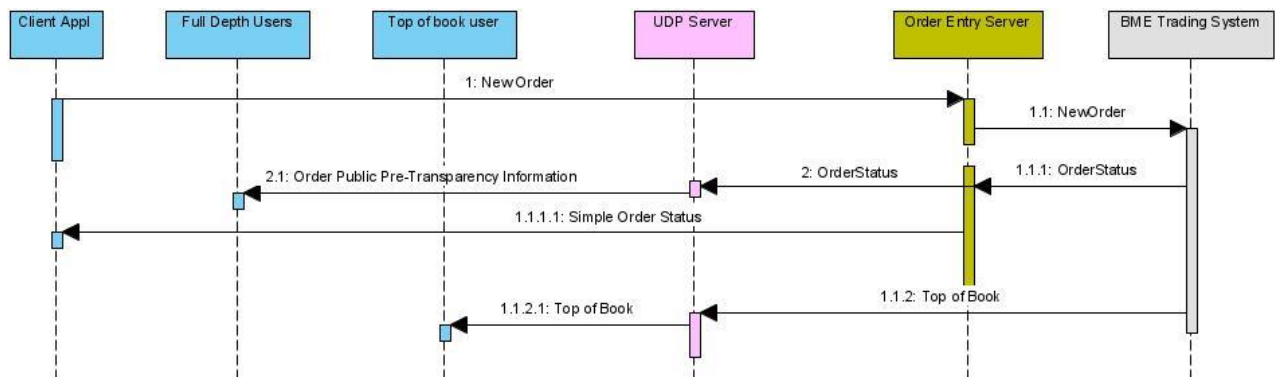 Client Appl
Full Depth Users
Top of book user
UDP Server
Order Entry Server
BME Trading System
1: NewOrder
1.1: NewOrder
2.1: Order Public Pre-Transparency Information
2: OrderStatus
1.1.1: OrderStatus
1.1.1.1: Simple Order Status
1.1.2: Top of Book
1.1.2.1: Top of Book